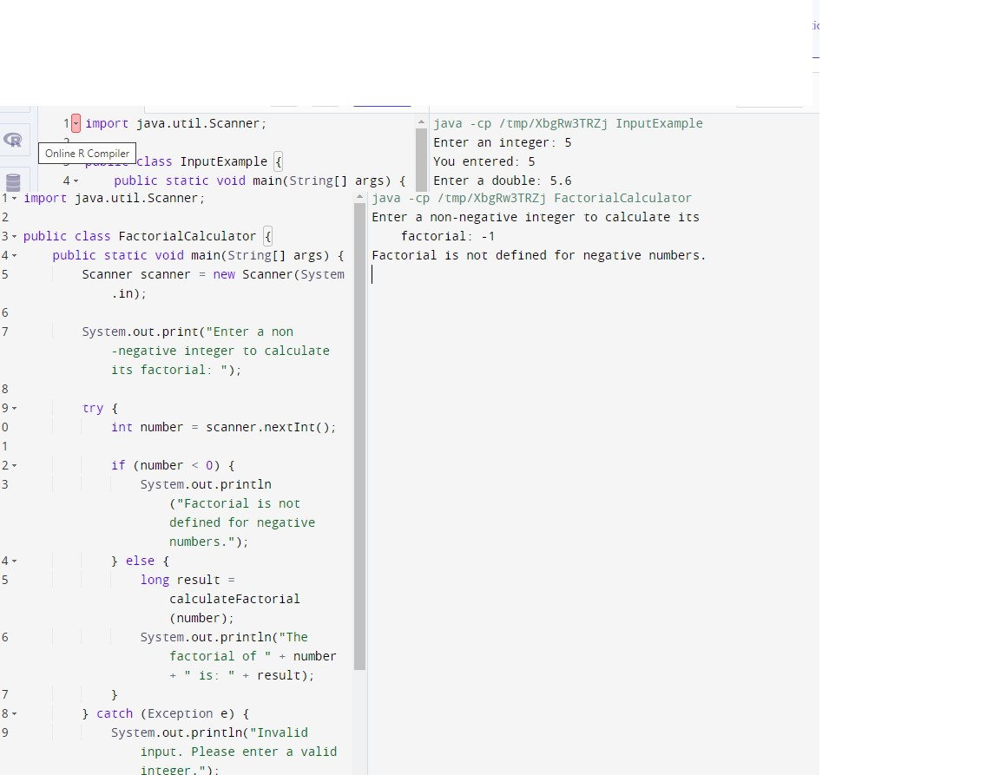 1 import java.util.Scanner;
2
Online R Compiler
class InputExample {
4 public static void main(String[] args) {
java -cp /tmp/XbgRw3TRZj InputExample
Enter an integer: 5
You entered: 5
Enter a double: 5.6
1 import java.util.Scanner;
2
3 public class FactorialCalculator {
4 public static void main(String[] args) {
5 Scanner scanner = new Scanner(System
.in);
6
7 System.out.print("Enter a non
-negative integer to calculate
its factorial: ");
8
9 try {
0 int number = scanner.nextInt();
1
2 if (number < 0) {
3 System.out.println
("Factorial is not
defined for negative
numbers.");
4 } else {
5 long result =
calculateFactorial
(number);
6 System.out.println("The
factorial of " + number
+ " is: " + result);
7 }
8 } catch (Exception e) {
9 System.out.println("Invalid
input. Please enter a valid
integer.");
java -cp /tmp/XbgRw3TRZj FactorialCalculator
Enter a non-negative integer to calculate its
factorial: -1
Factorial is not defined for negative numbers.